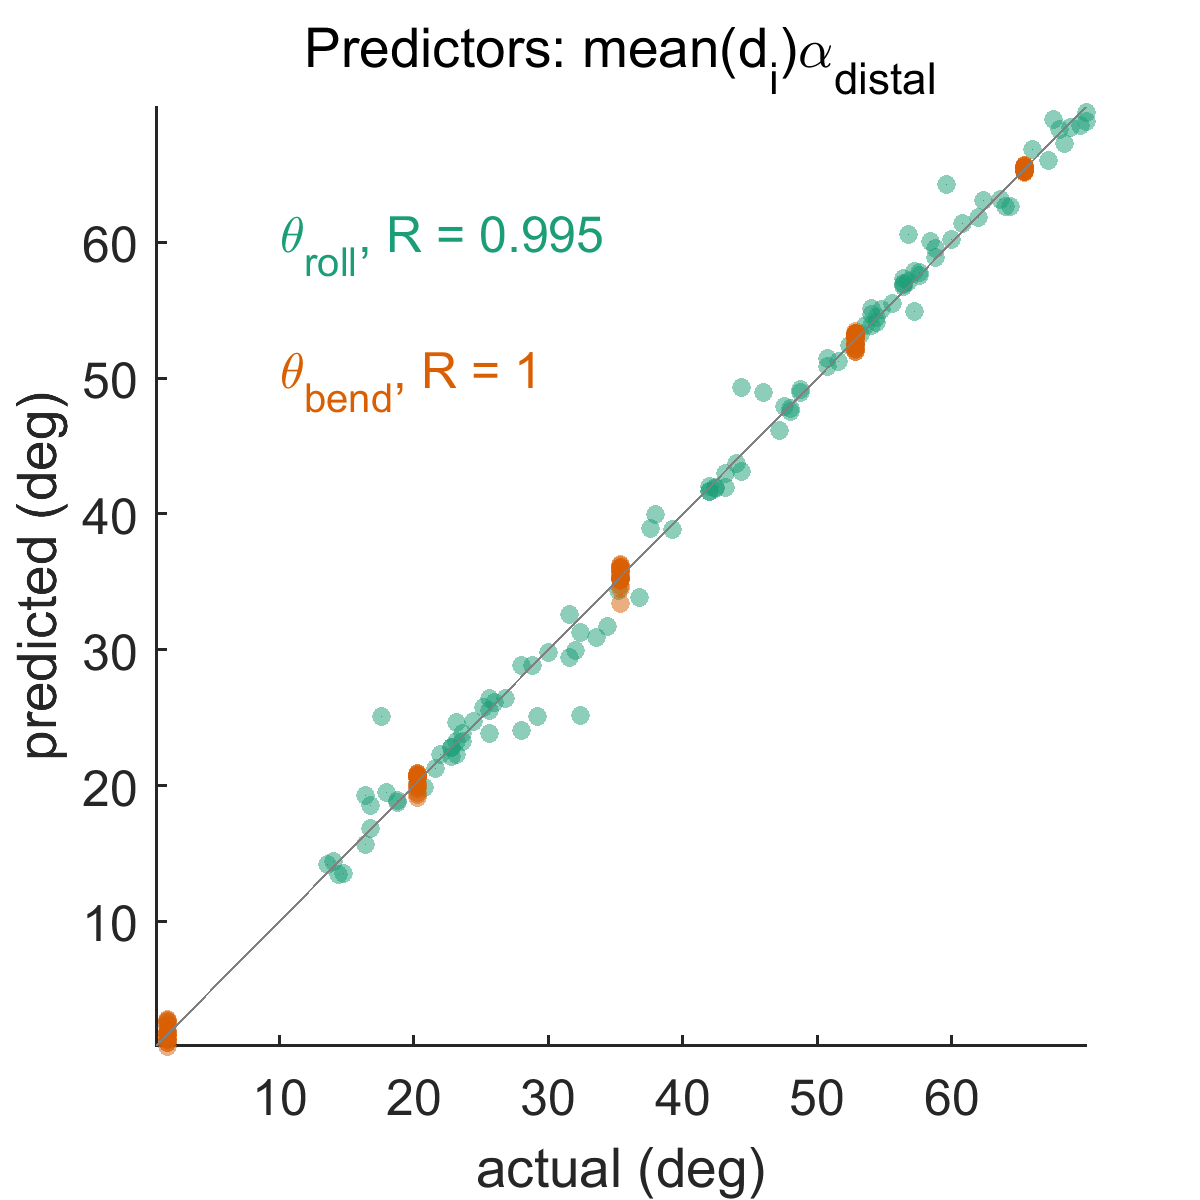 Predictors: mean(d_i)α_distal
θ_roll, R = 0.995
θ_bend, R = 1
predicted (deg)
60
50
40
30
20
10
10 20 30 40 50 60
actual (deg)